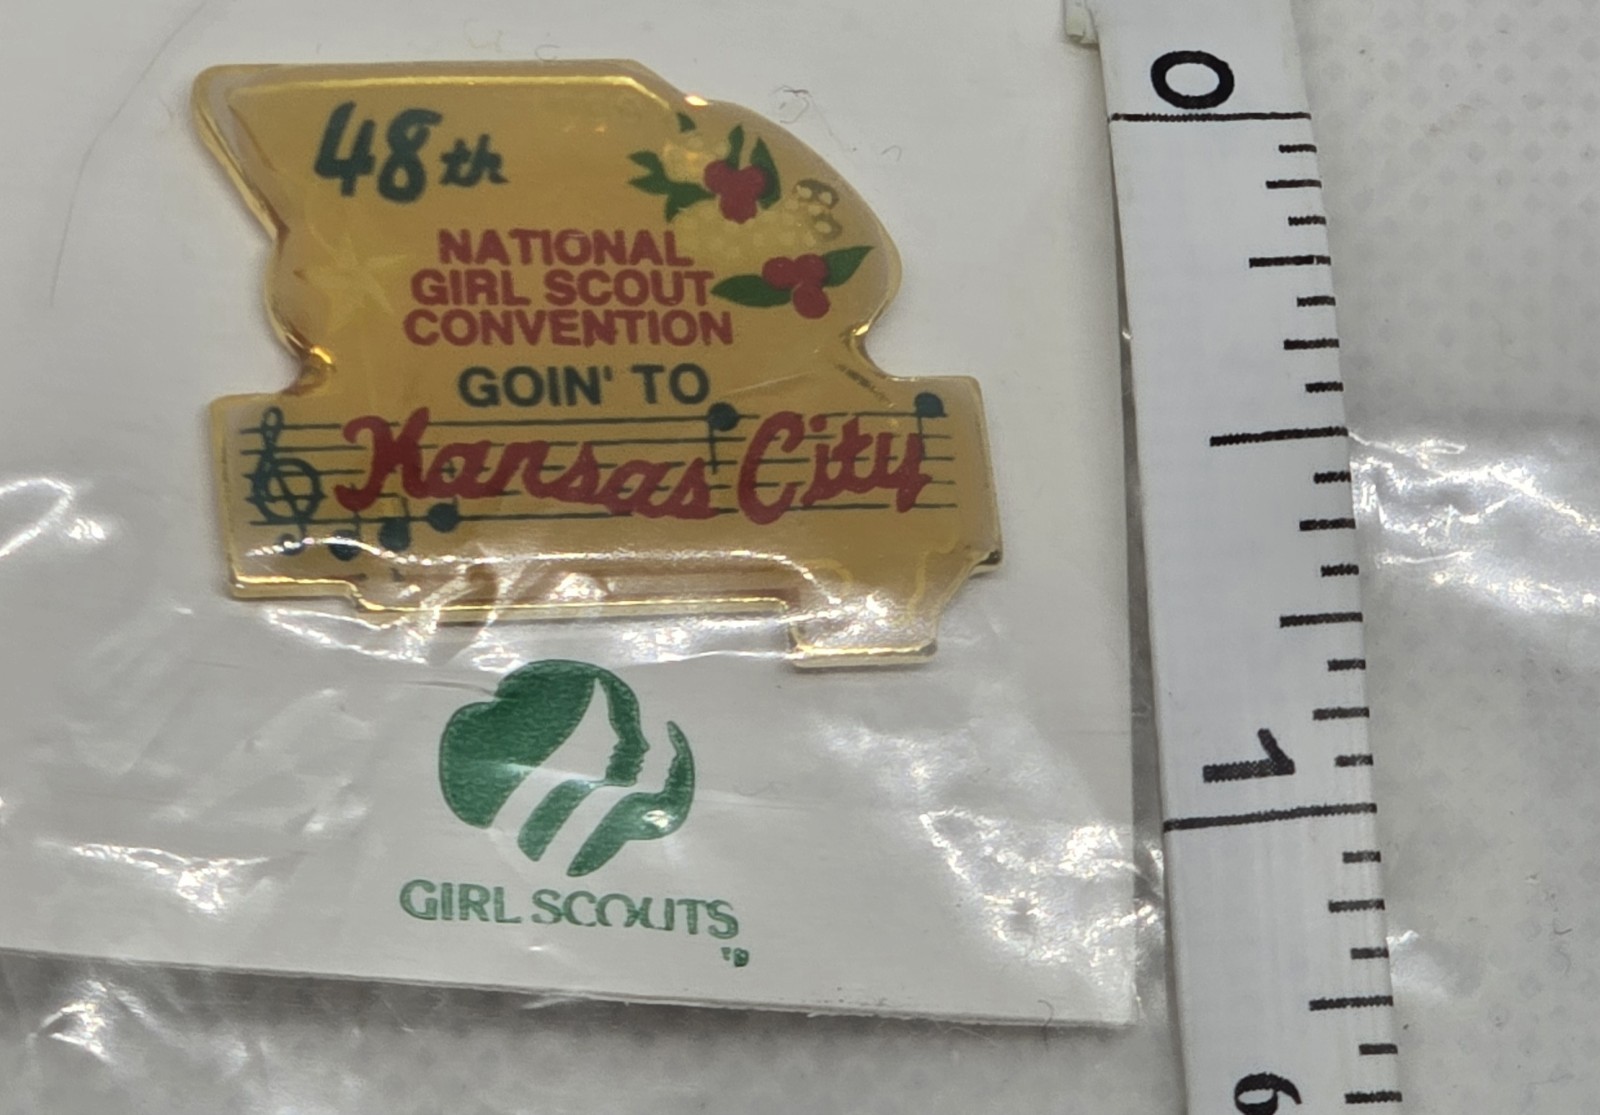 48th
NATIONAL
GIRL SCOUT
CONVENTION
GOIN' TO
Kansas City
GIRL SCOUTS
0
1